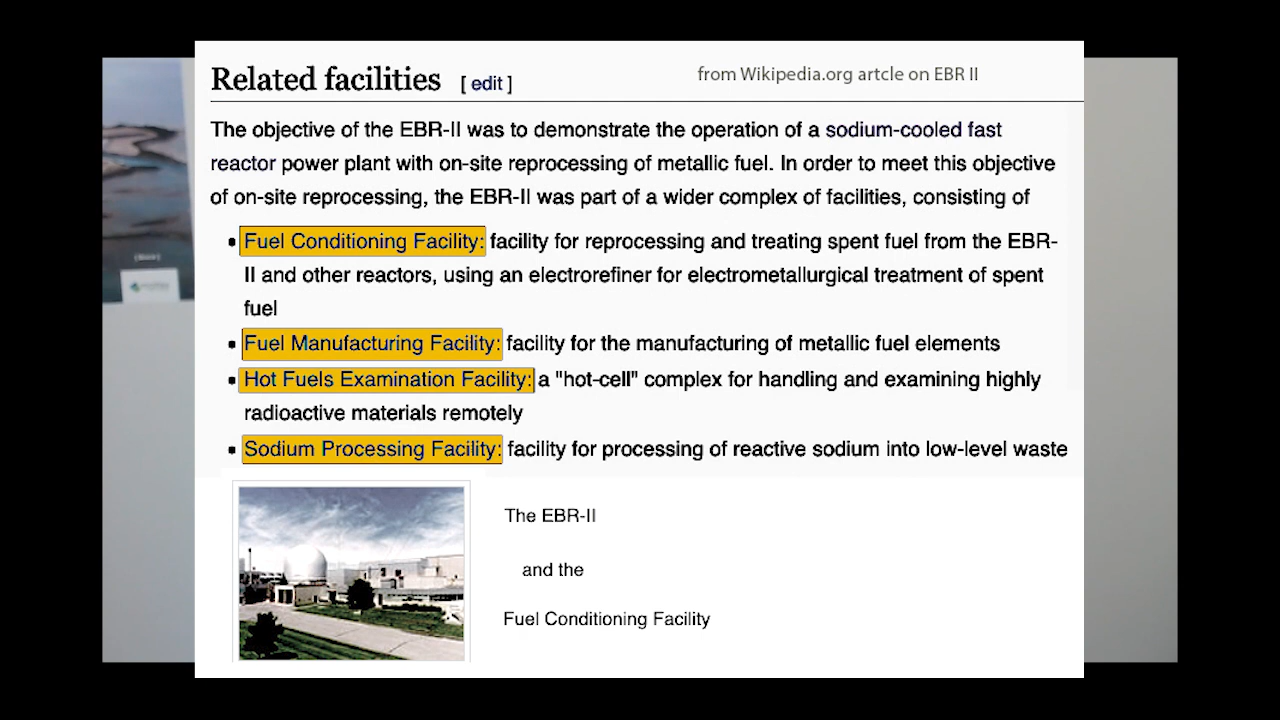 Related facilities [ edit ]
from Wikipedia.org artcle on EBR II
The objective of the EBR-II was to demonstrate the operation of a sodium-cooled fast
reactor power plant with on-site reprocessing of metallic fuel. In order to meet this objective
of on-site reprocessing, the EBR-II was part of a wider complex of facilities, consisting of
▪ Fuel Conditioning Facility: facility for reprocessing and treating spent fuel from the EBR-
II and other reactors, using an electrorefiner for electrometallurgical treatment of spent
fuel
▪ Fuel Manufacturing Facility: facility for the manufacturing of metallic fuel elements
▪ Hot Fuels Examination Facility: a "hot-cell" complex for handling and examining highly
radioactive materials remotely
▪ Sodium Processing Facility: facility for processing of reactive sodium into low-level waste
The EBR-II
and the
Fuel Conditioning Facility